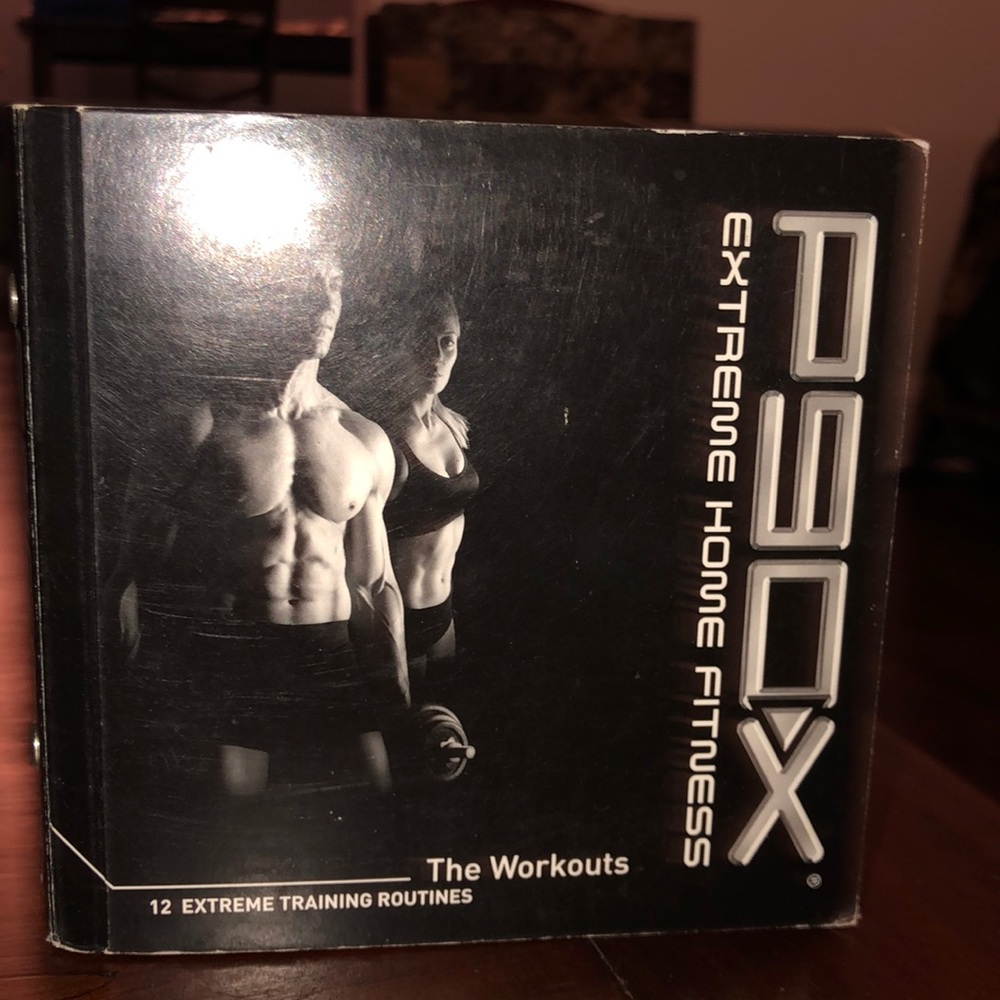 P90X
EXTREME HOME FITNESS
The Workouts
12 EXTREME TRAINING ROUTINES
®